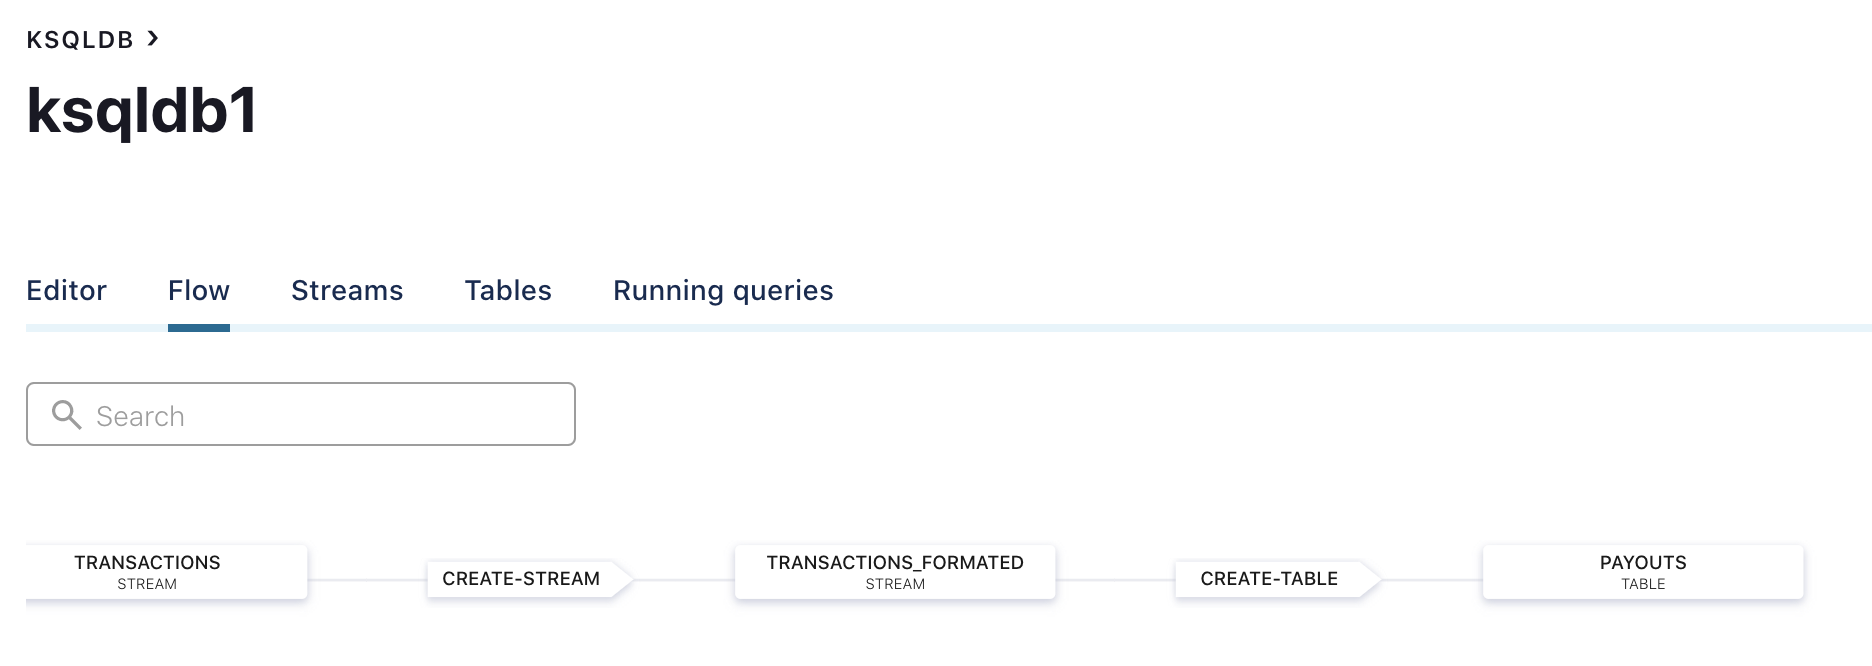 KSQLDB >
ksqldb1
Editor Flow Streams Tables Running queries
Search
TRANSACTIONS
STREAM
CREATE-STREAM
TRANSACTIONS_FORMATED
STREAM
CREATE-TABLE
PAYOUTS
TABLE